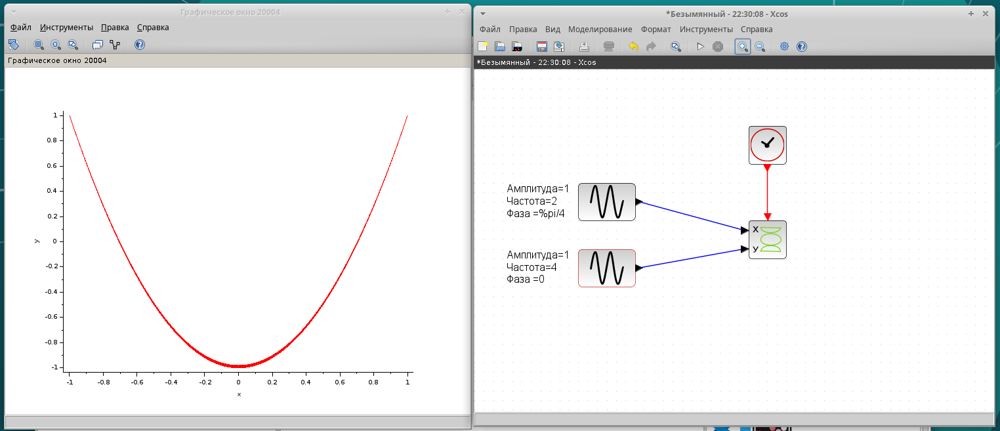 Графическое окно 20004
Файл Инструменты Правка Справка
Графическое окно 20004
1
0.8
0.6
0.4
0.2
0
-0.2
-0.4
-0.6
-0.8
-1
y
-1 -0.8 -0.6 -0.4 -0.2 0 0.2 0.4 0.6 0.8 1
x
*Безымянный - 22:30:08 - Xcos
Файл Правка Вид Моделирование Формат Инструменты Справка
*Безымянный - 22:30:08 - Xcos
Амплитуда=1
Частота=2
Фаза =%pi/4
Амплитуда=1
Частота=4
Фаза =0
X
y